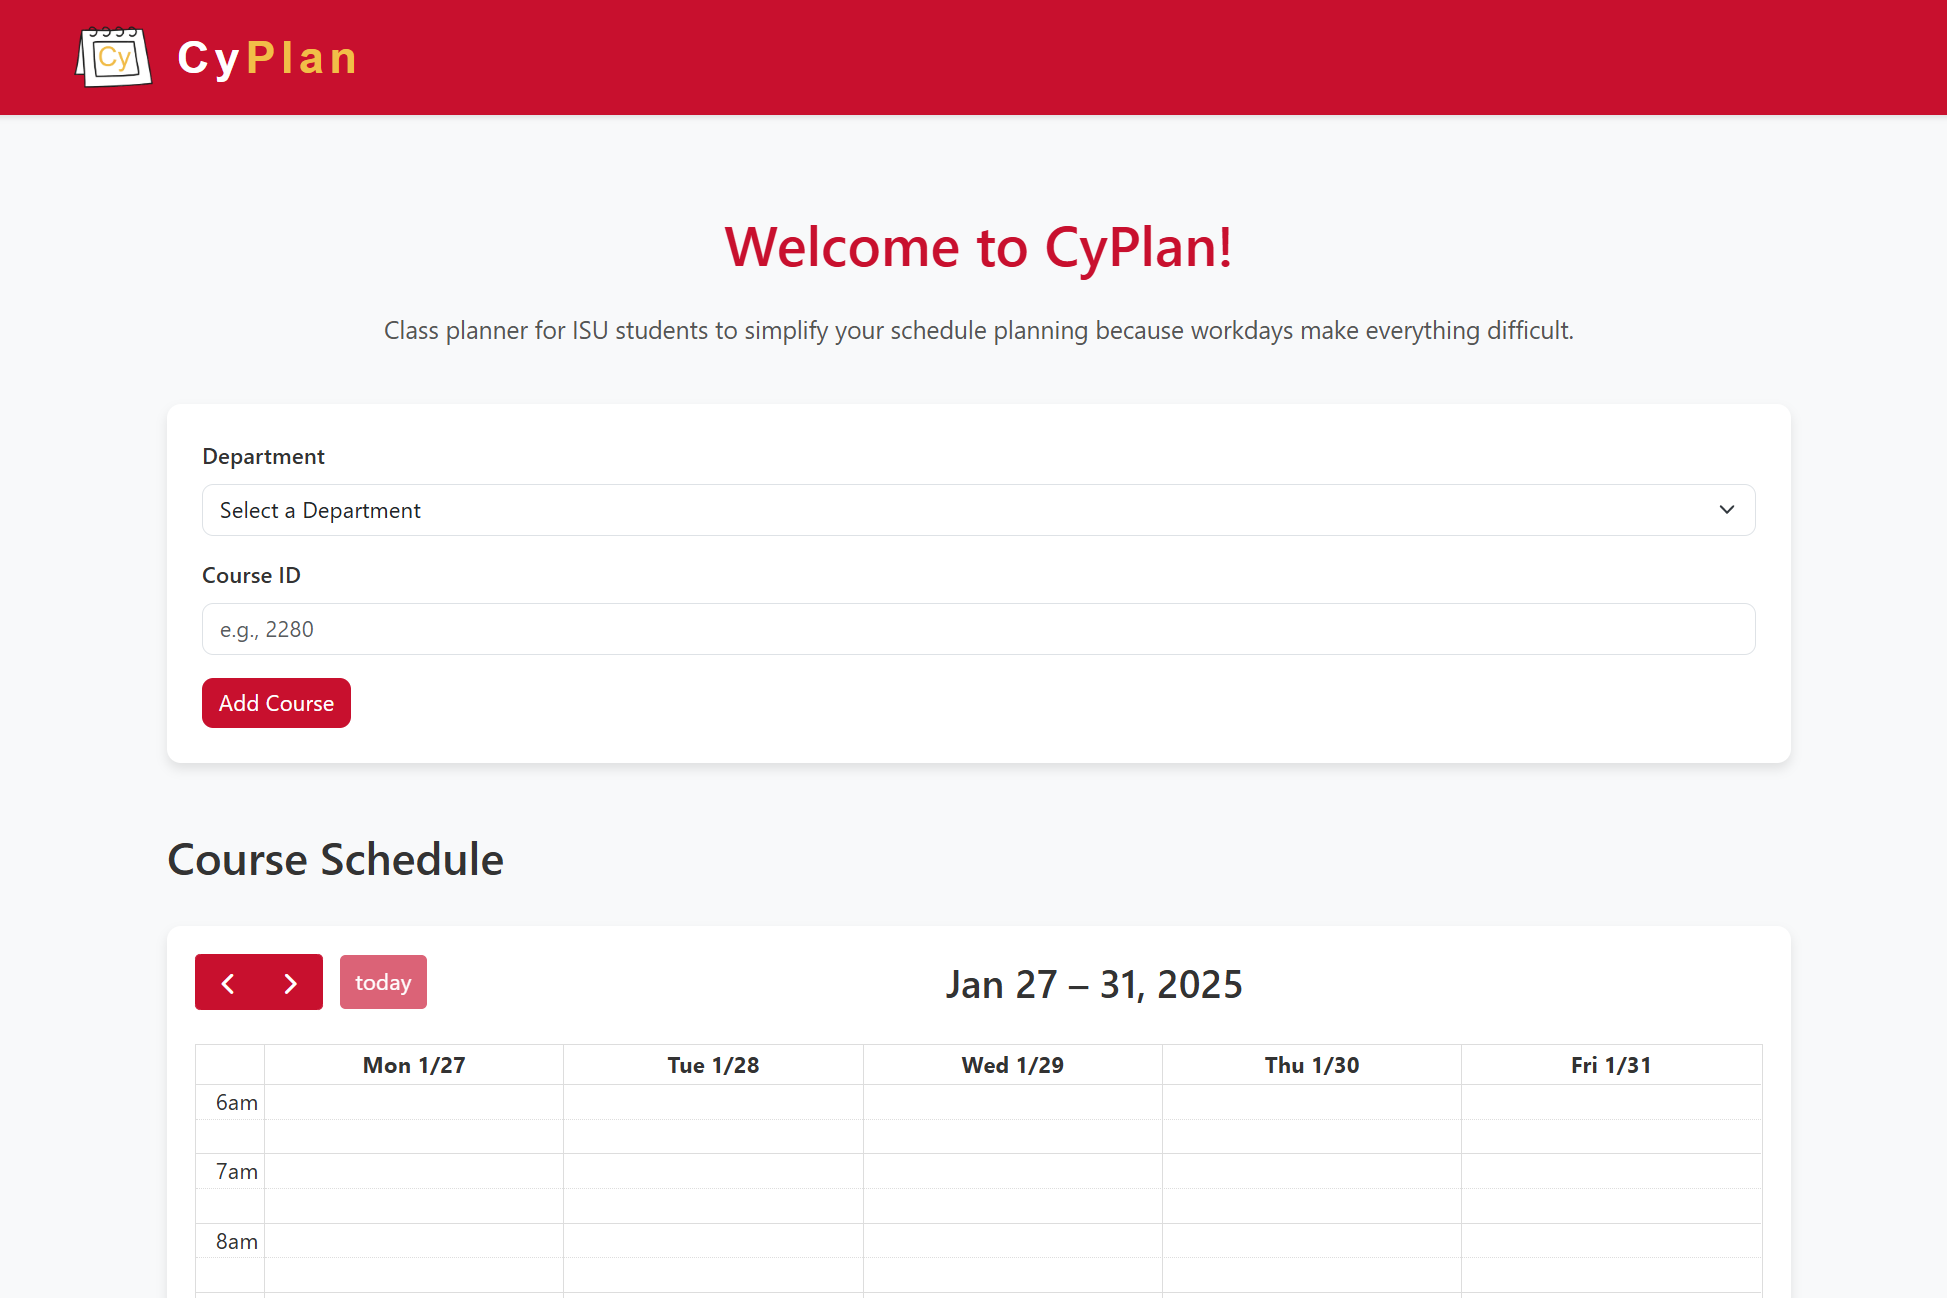 Cy
CyPlan
Welcome to CyPlan!
Class planner for ISU students to simplify your schedule planning because workdays make everything difficult.
Department
Select a Department
Course ID
e.g., 2280
Add Course
Course Schedule
today
Jan 27 – 31, 2025
Mon 1/27 Tue 1/28 Wed 1/29 Thu 1/30 Fri 1/31
6am
7am
8am